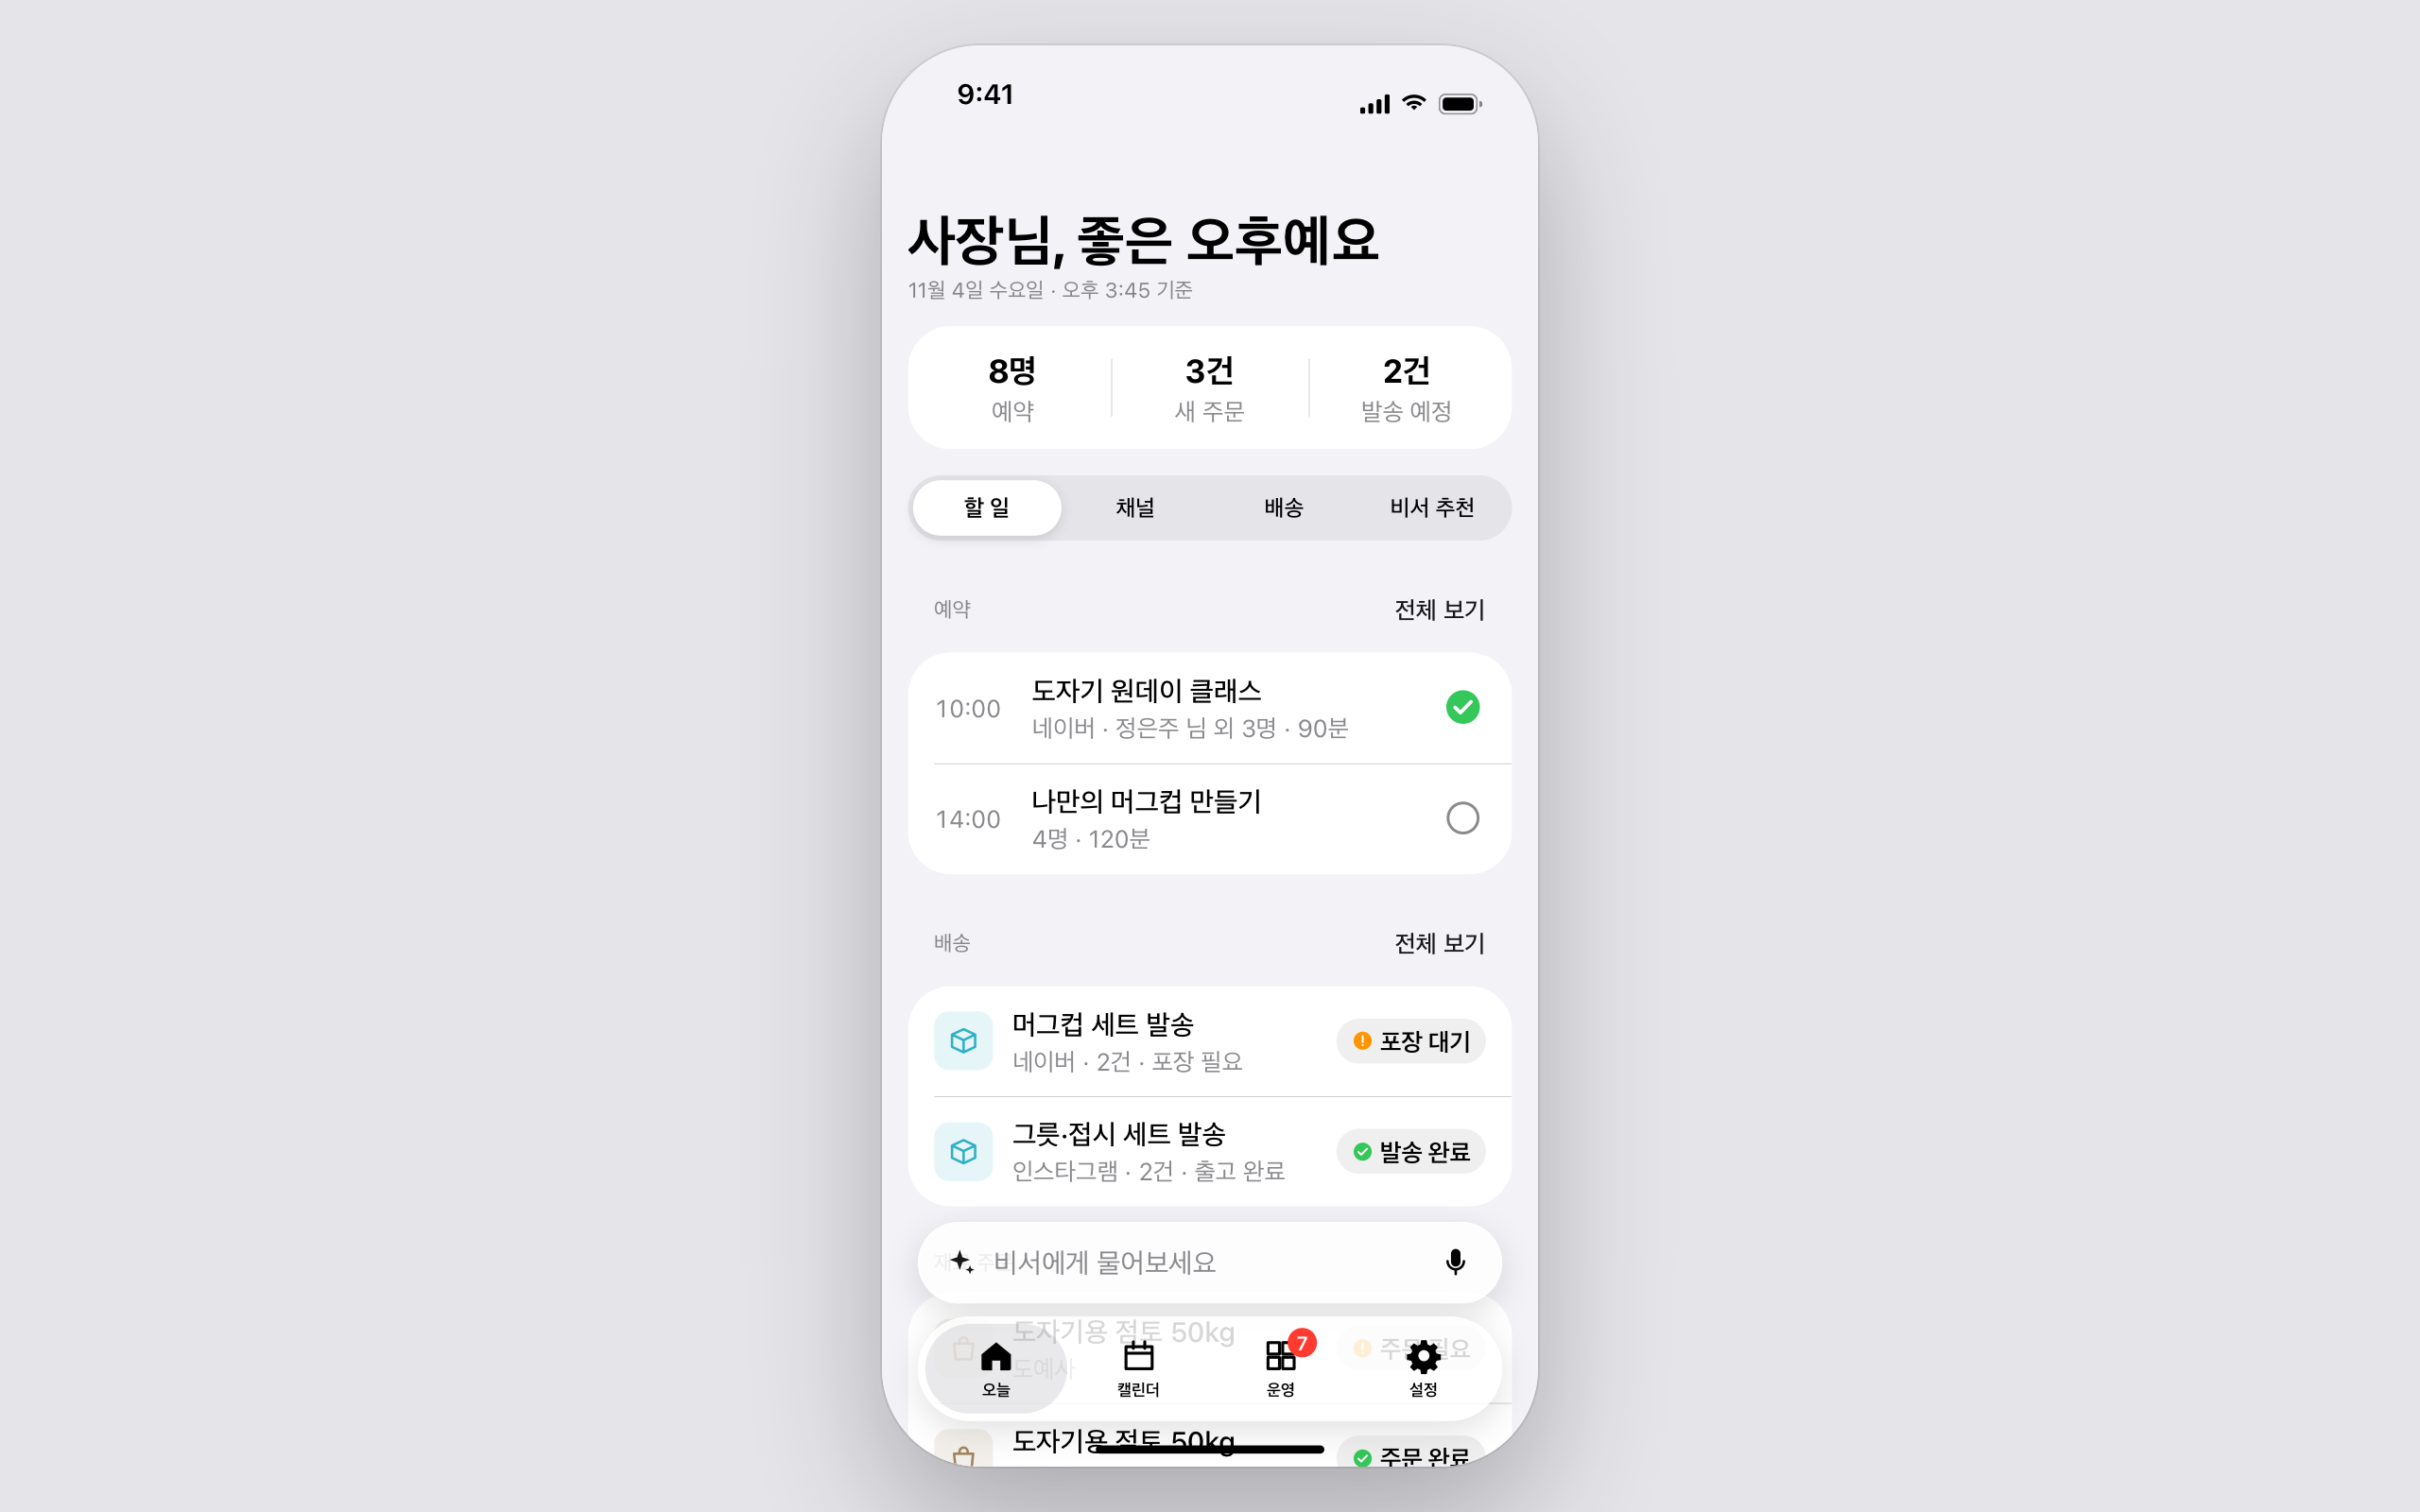 9:41
사장님, 좋은 오후예요
11월 4일 수요일 · 오후 3:45 기준
8명
예약
3건
새 주문
2건
발송 예정
할 일
채널
배송
비서 추천
예약
전체 보기
10:00
도자기 원데이 클래스
네이버 · 정은주 님 외 3명 · 90분
14:00
나만의 머그컵 만들기
4명 · 120분
배송
전체 보기
머그컵 세트 발송
네이버 · 2건 · 포장 필요
포장 대기
그릇·접시 세트 발송
인스타그램 · 2건 · 출고 완료
발송 완료
비서에게 물어보세요
도자기용 점토 50kg
오늘
캘린더
7
운영
설정
도자기용 점토 50kg
주문 완료